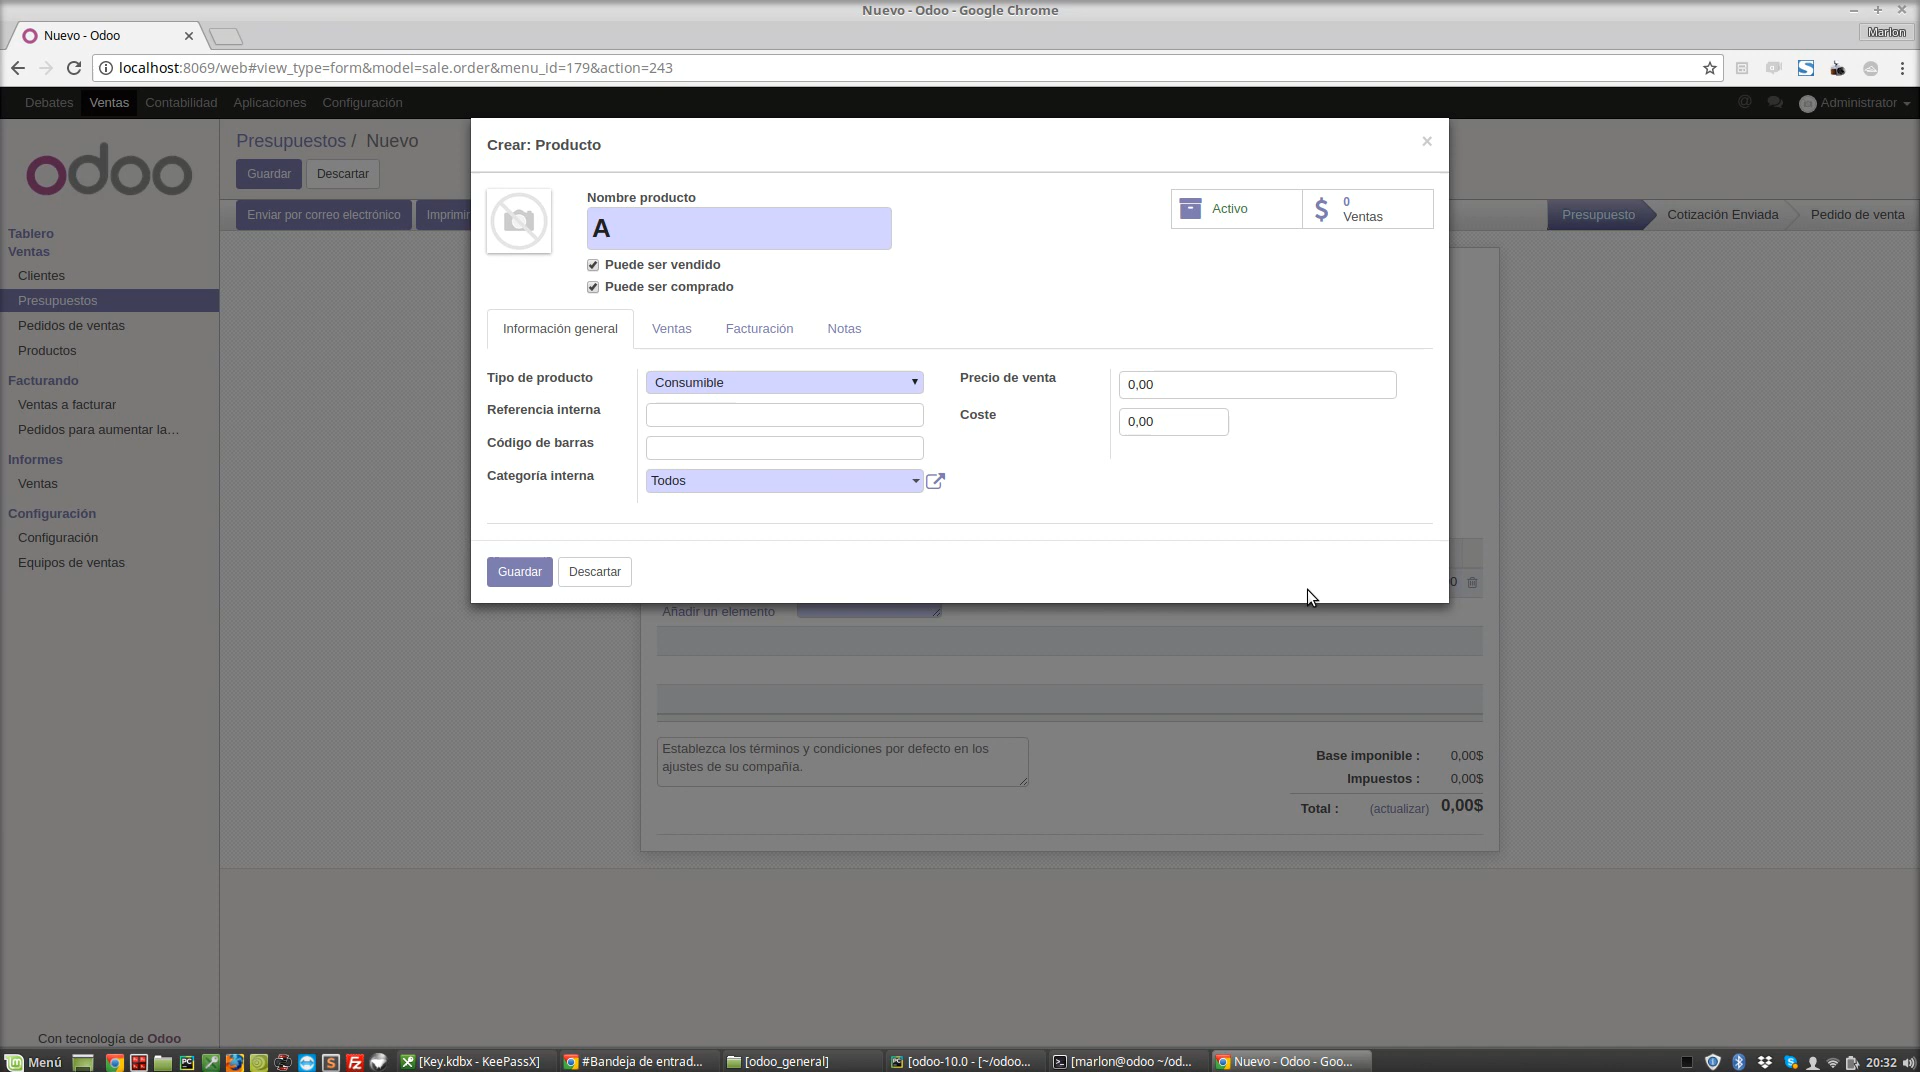 Nuevo - Odoo - Google Chrome
Nuevo - Odoo
Marlon
localhost:8069/web#view_type=form&model=sale.order&menu_id=179&action=243
Debates Ventas Contabilidad Aplicaciones Configuración
Administrator
odoo
Presupuestos / Nuevo
Guardar Descartar
Enviar por correo electrónico Imprimir
Presupuesto Cotización Enviada Pedido de venta
Tablero
Ventas
Clientes
Presupuestos
Pedidos de ventas
Productos
Facturando
Ventas a facturar
Pedidos para aumentar la...
Informes
Ventas
Configuración
Configuración
Equipos de ventas
Con tecnología de Odoo
Crear: Producto
Nombre producto
A
Puede ser vendido
Puede ser comprado
Activo
0
Ventas
Información general Ventas Facturación Notas
Tipo de producto Consumible
Referencia interna
Código de barras
Categoría interna Todos
Precio de venta 0,00
Coste 0,00
Guardar Descartar
0
Añadir un elemento
Establezca los términos y condiciones por defecto en los
ajustes de su compañía.
Base imponible : 0,00$
Impuestos : 0,00$
Total : (actualizar) 0,00$
Menú
[Key.kdbx - KeePassX] #Bandeja de entrad... [odoo_general] [odoo-10.0 - [~/odoo... [marlon@odoo ~/od... Nuevo - Odoo - Goo...
20:32